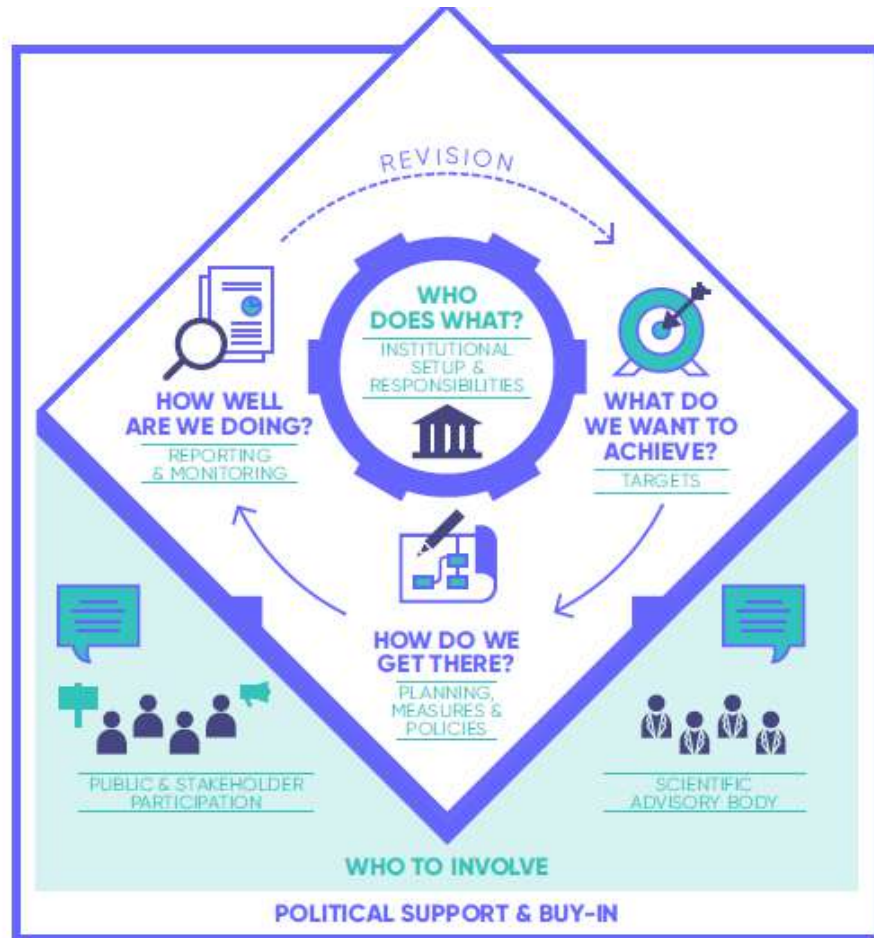 REVISION
WHO
DOES WHAT?
INSTITUTIONAL
SETUP &
RESPONSIBILITIES
HOW WELL
ARE WE DOING?
REPORTING
& MONITORING
WHAT DO
WE WANT TO
ACHIEVE?
TARGETS
HOW DO WE
GET THERE?
PLANNING,
MEASURES &
POLICIES
PUBLIC & STAKEHOLDER
PARTICIPATION
SCIENTIFIC
ADVISORY BODY
WHO TO INVOLVE
POLITICAL SUPPORT & BUY-IN